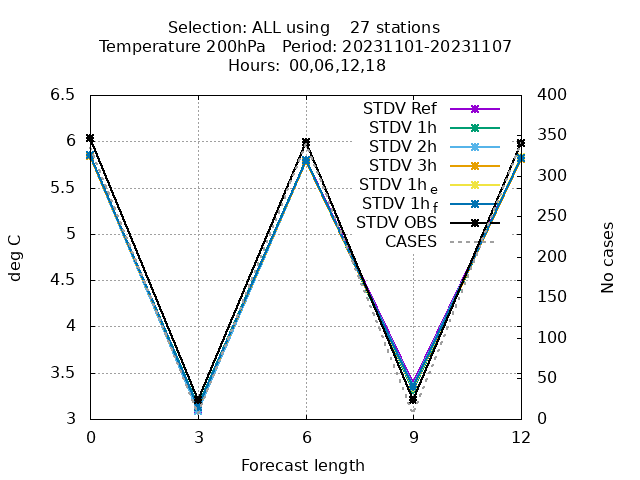 Selection: ALL using 27 stations
Temperature 200hPa Period: 20231101-20231107
Hours: 00,06,12,18
6.5
6
5.5
5
4.5
4
3.5
3
deg C
400
350
300
250
200
150
100
50
0
No cases
STDV Ref
STDV 1h
STDV 2h
STDV 3h
STDV 1h e
STDV 1h f
STDV OBS
CASES
0 3 6 9 12
Forecast length